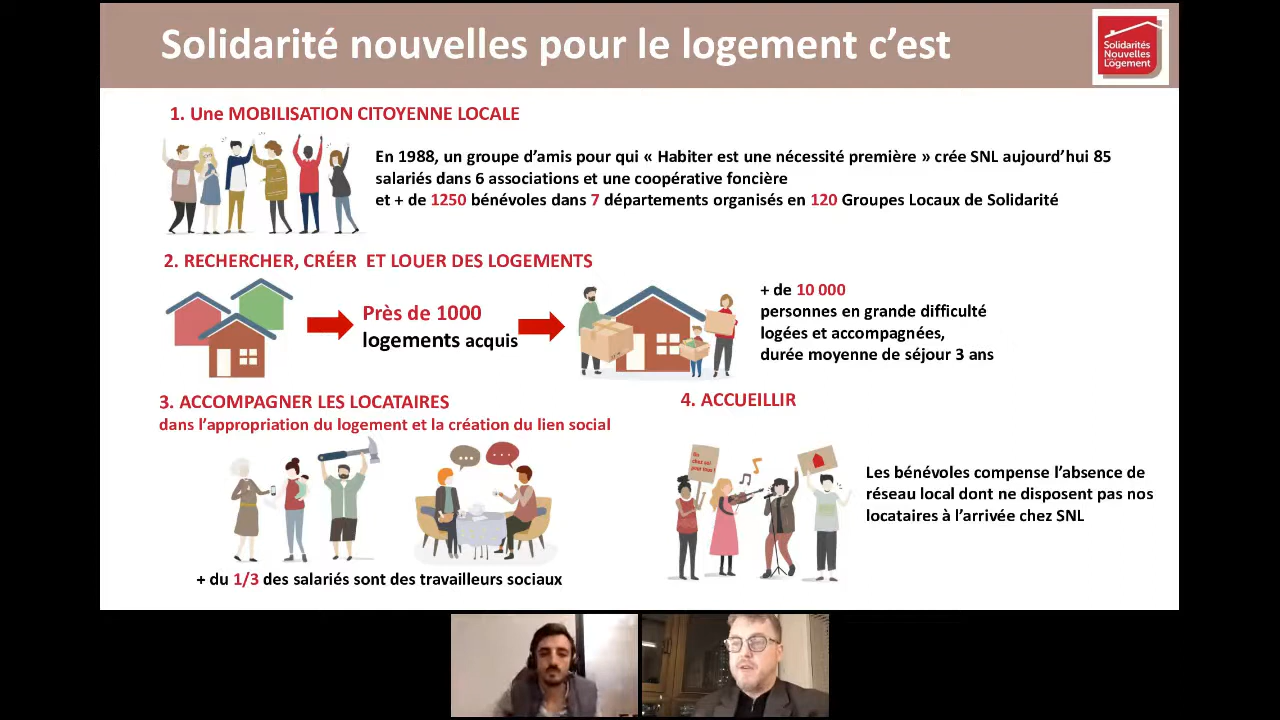 Solidarité nouvelles pour le logement c’est
Solidarités
Nouvelles
Logement
1. Une MOBILISATION CITOYENNE LOCALE
En 1988, un groupe d’amis pour qui « Habiter est une nécessité première » crée SNL aujourd’hui 85
salariés dans 6 associations et une coopérative foncière
et + de 1250 bénévoles dans 7 départements organisés en 120 Groupes Locaux de Solidarité
2. RECHERCHER, CRÉER ET LOUER DES LOGEMENTS
Près de 1000
logements acquis
+ de 10 000
personnes en grande difficulté
logées et accompagnées,
durée moyenne de séjour 3 ans
3. ACCOMPAGNER LES LOCATAIRES
dans l’appropriation du logement et la création du lien social
+ du 1/3 des salariés sont des travailleurs sociaux
4. ACCUEILLIR
Un
chez soi
pour tous !
Les bénévoles compense l’absence de
réseau local dont ne disposent pas nos
locataires à l’arrivée chez SNL